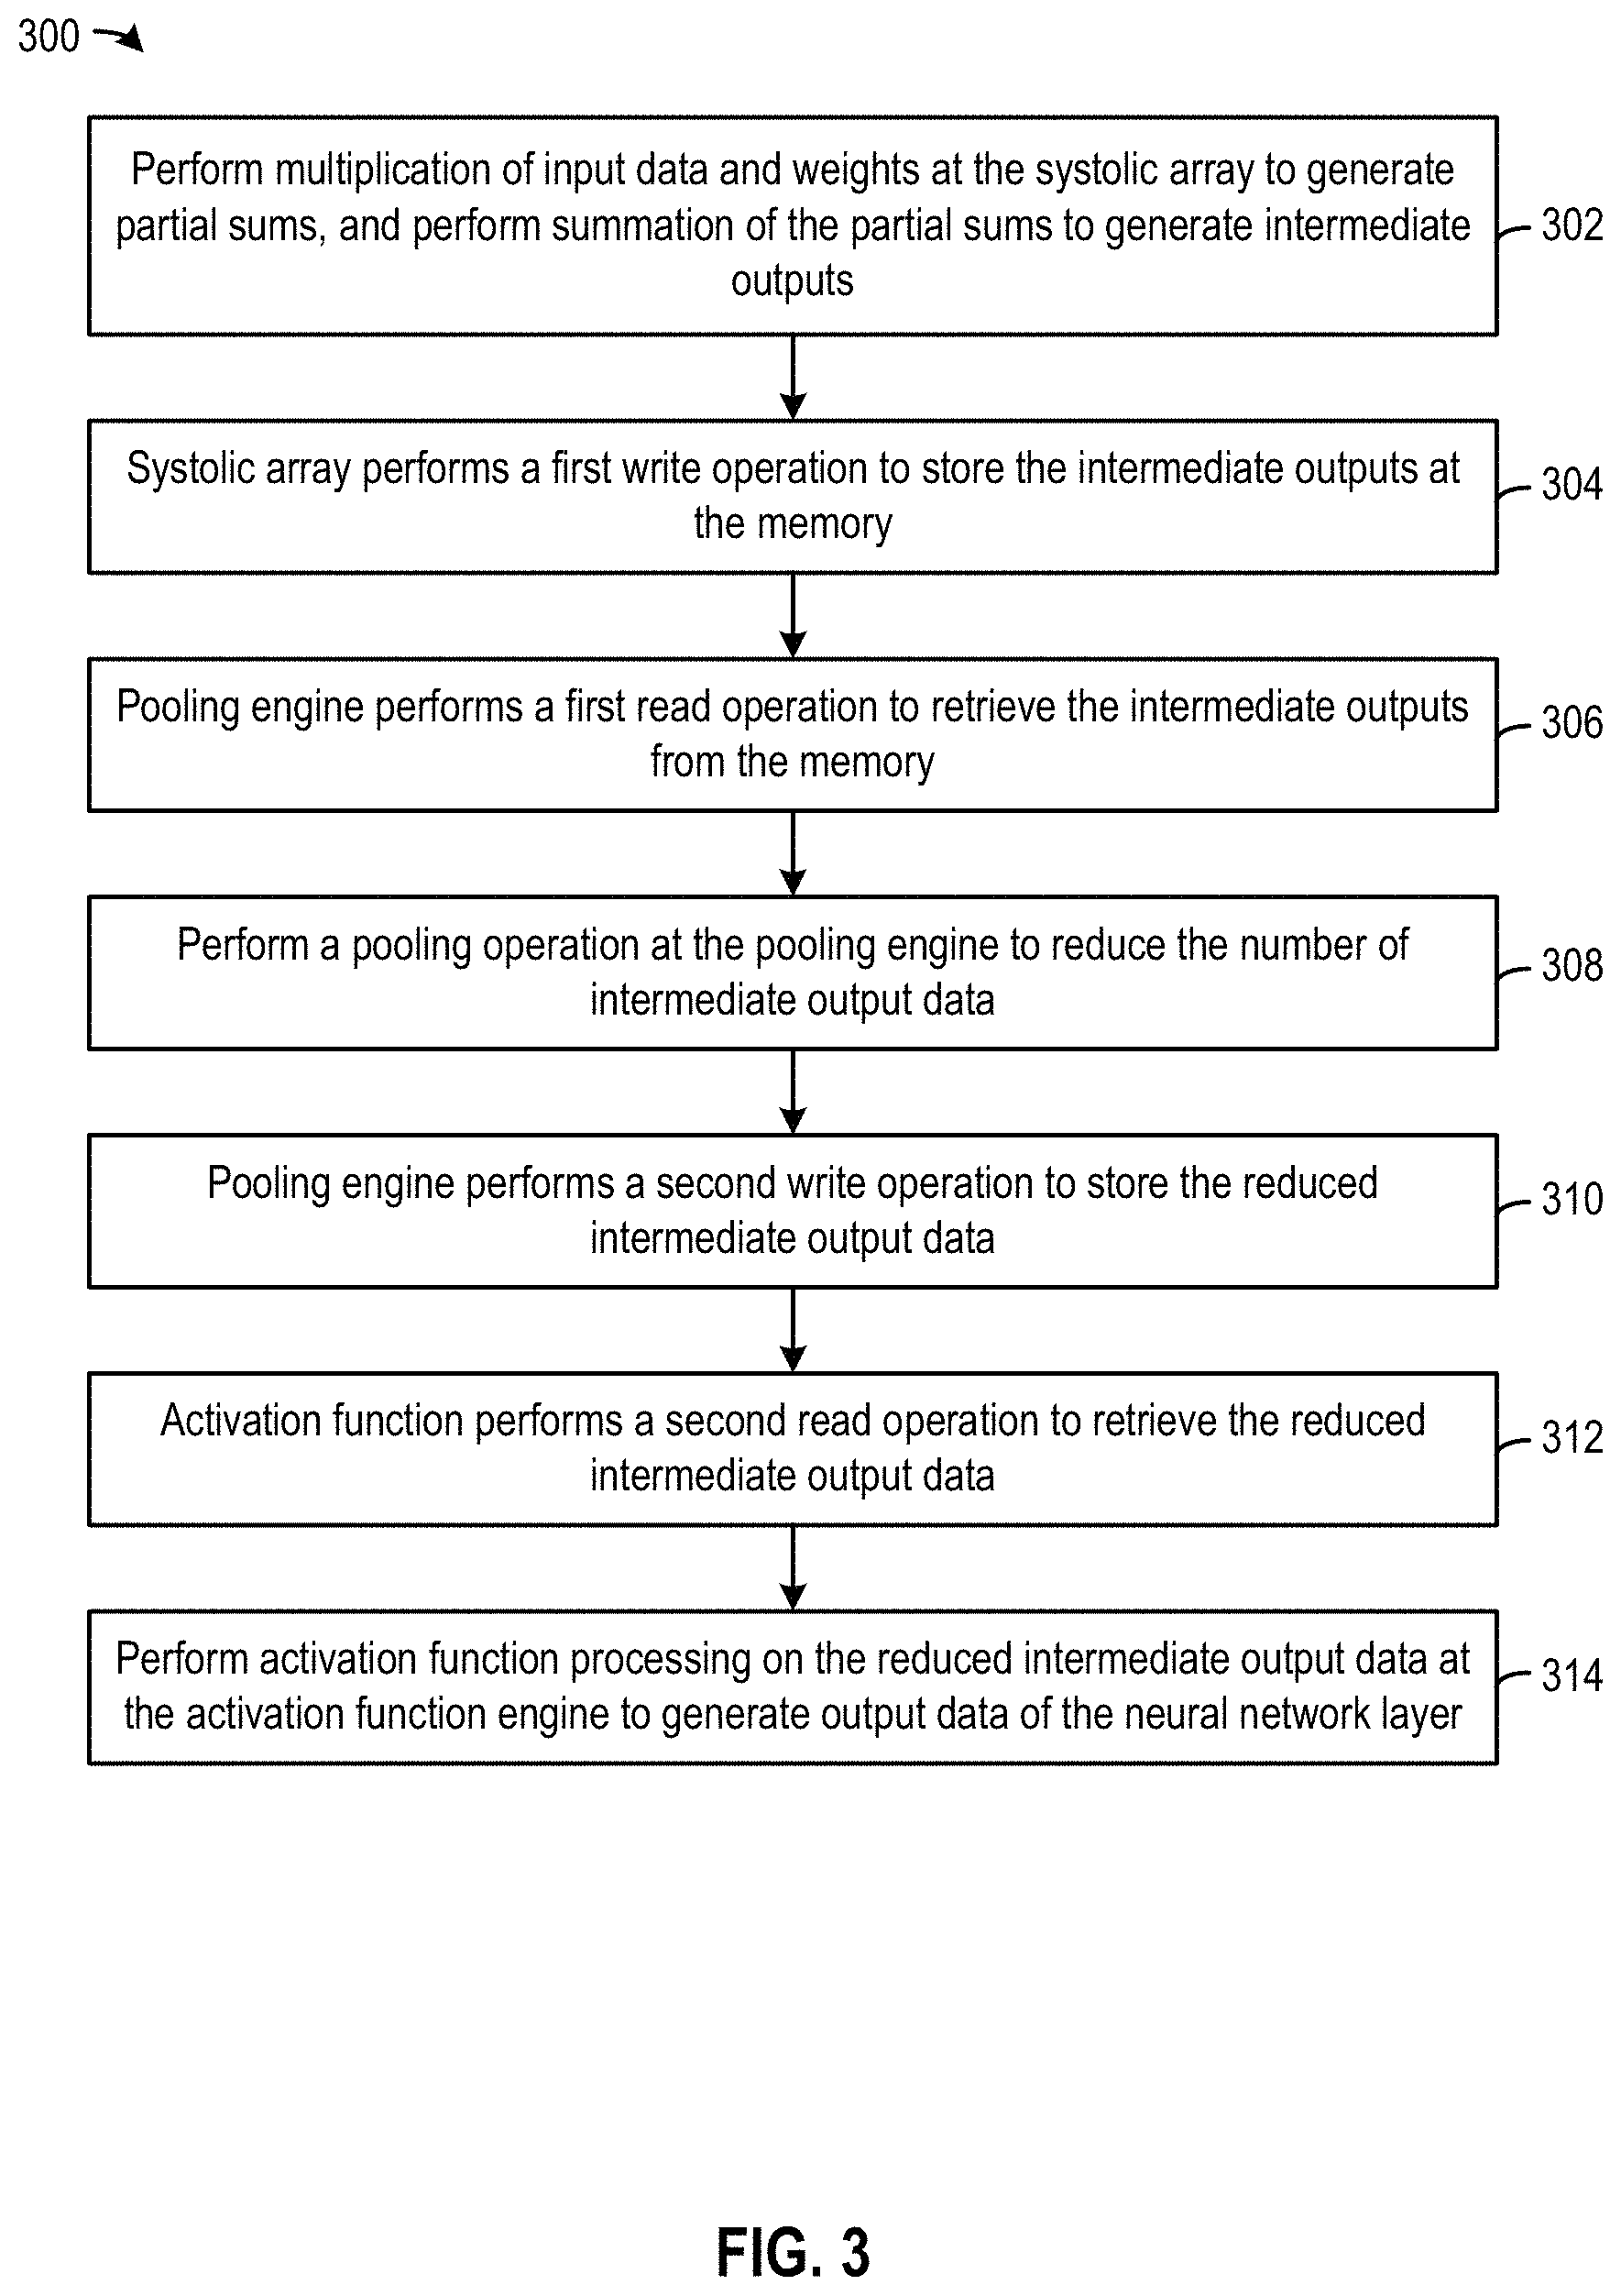 300
Perform multiplication of input data and weights at the systolic array to generate
partial sums, and perform summation of the partial sums to generate intermediate
outputs
302
Systolic array performs a first write operation to store the intermediate outputs at
the memory
304
Pooling engine performs a first read operation to retrieve the intermediate outputs
from the memory
306
Perform a pooling operation at the pooling engine to reduce the number of
intermediate output data
308
Pooling engine performs a second write operation to store the reduced
intermediate output data
310
Activation function performs a second read operation to retrieve the reduced
intermediate output data
312
Perform activation function processing on the reduced intermediate output data at
the activation function engine to generate output data of the neural network layer
314
FIG. 3